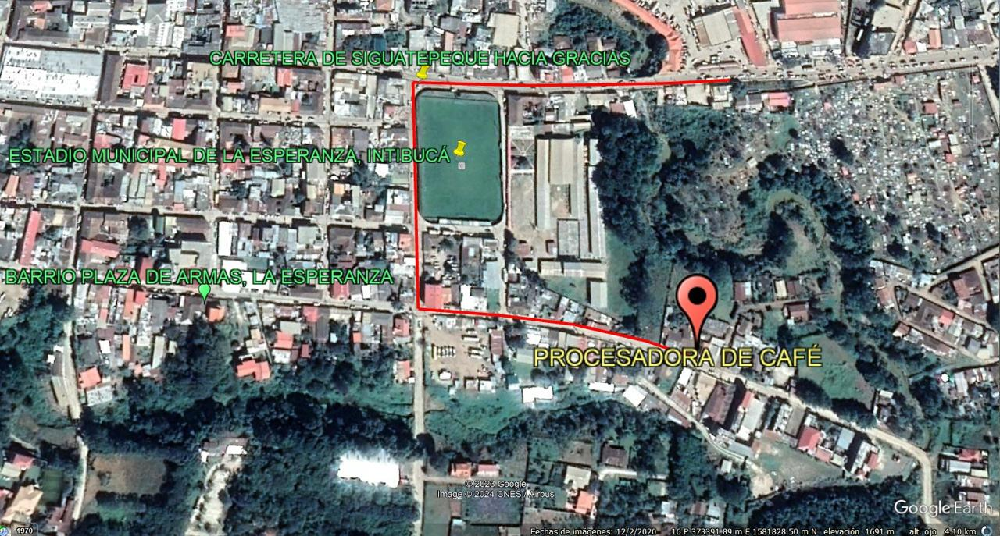 CARRETERA DE SIGUATEPEQUE HACIA GRACIAS
ESTADIO MUNICIPAL DE LA ESPERANZA, INTIBUCÁ
BARRIO PLAZA DE ARMAS, LA ESPERANZA
PROCESADORA DE CAFÉ
© 2023 Google
Image © 2024 CNES / Airbus
Google Earth
1970
Fechas de imágenes: 12/2/2020 16 P 373391.89 m E 1581828.50 m N elevación 1691 m alt. ojo 4.10 km